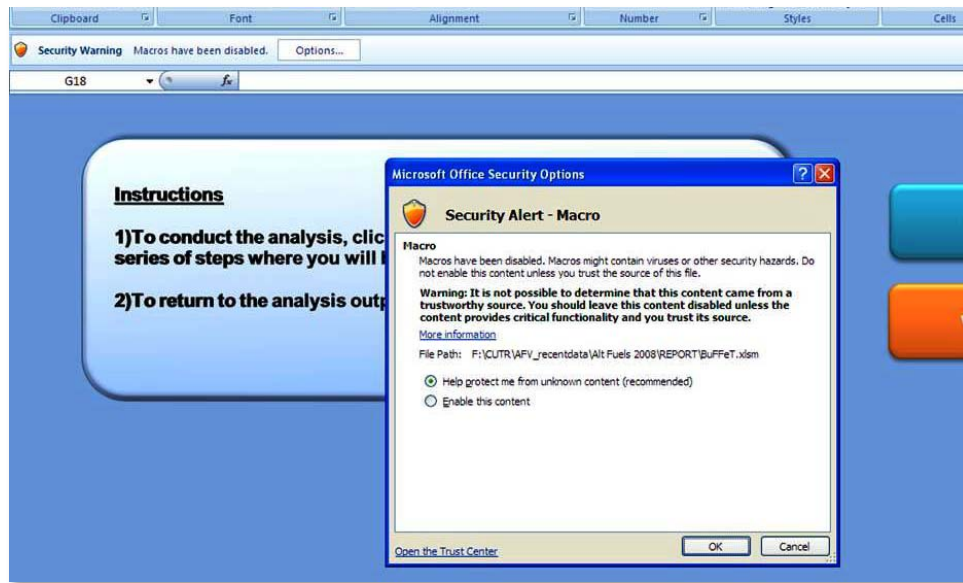 Clipboard Font Alignment Number Styles Cells
Security Warning Macros have been disabled. Options...
G18 fx
Instructions
1)To conduct the analysis, clic
series of steps where you will
2)To return to the analysis outp
Microsoft Office Security Options
Security Alert - Macro
Macro
Macros have been disabled. Macros might contain viruses or other security hazards. Do
not enable this content unless you trust the source of this file.
Warning: It is not possible to determine that this content came from a
trustworthy source. You should leave this content disabled unless the
content provides critical functionality and you trust its source.
More information
File Path: F:\CUTR\AFV_recentdata\Alt Fuels 2008\REPORT\BuFFeT.xlsm
Help protect me from unknown content (recommended)
Enable this content
Open the Trust Center
OK Cancel